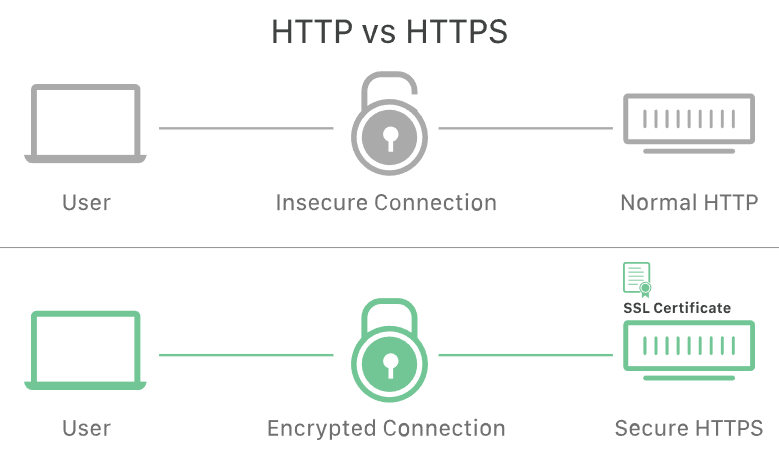 HTTP vs HTTPS
User
Insecure Connection
Normal HTTP
SSL Certificate
User
Encrypted Connection
Secure HTTPS